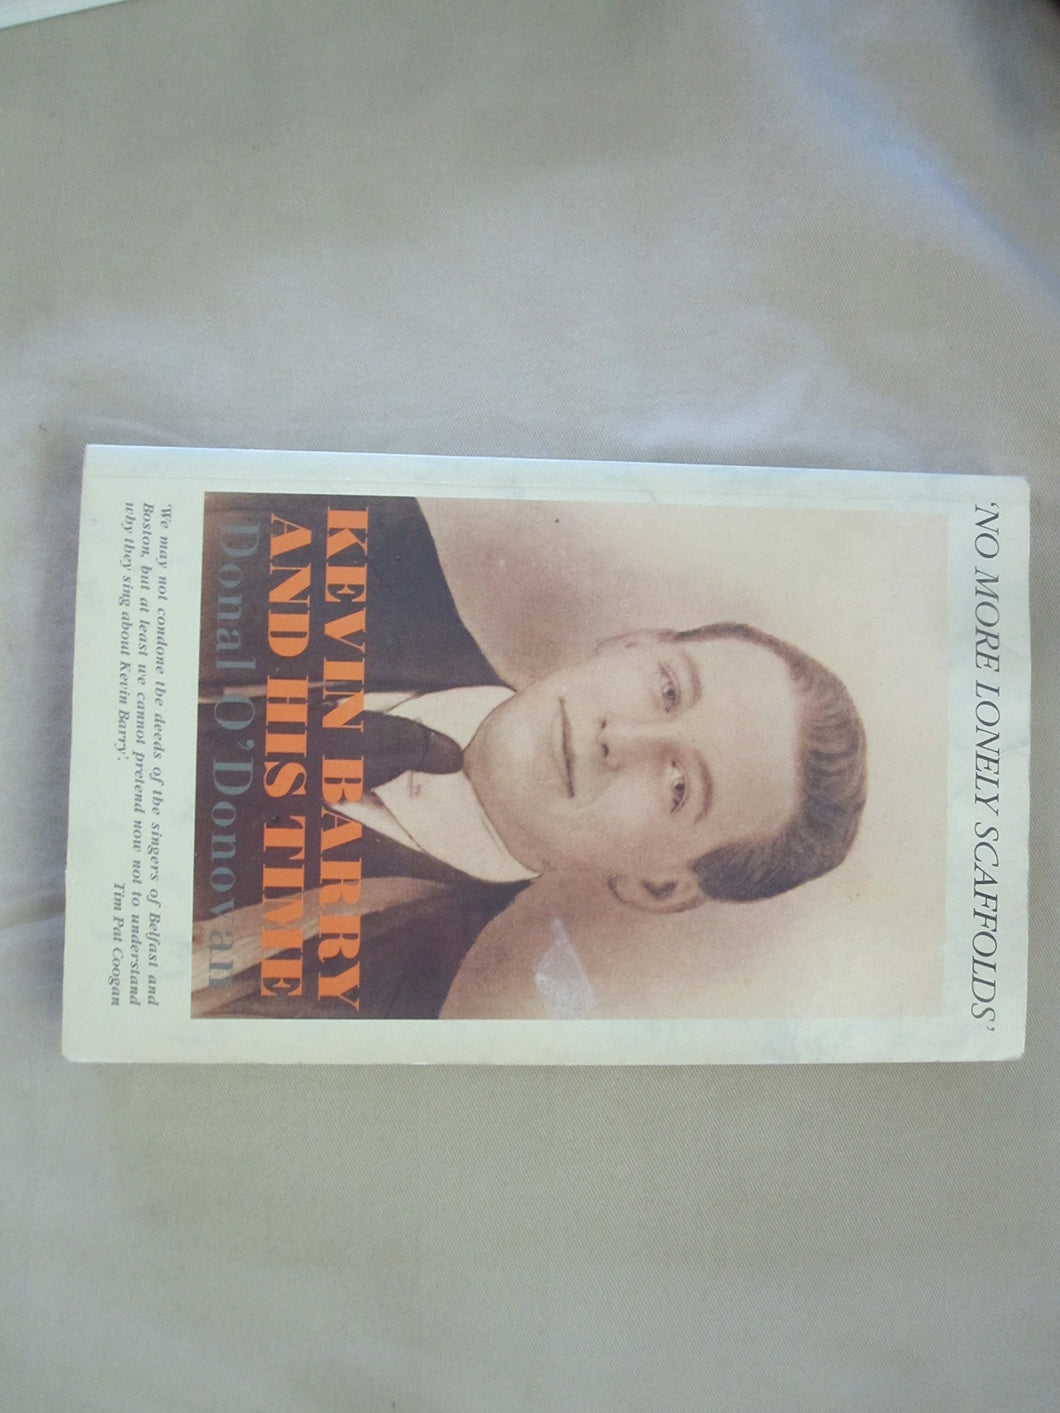 'NO MORE LONELY SCAFFOLDS'
KEVIN BARRY
AND HIS TIME
Donal O'Donovan
'We may not condone the deeds of the singers of Belfast and
Boston, but at least we cannot pretend now not to understand
why they sing about Kevin Barry'.
Tim Pat Coogan